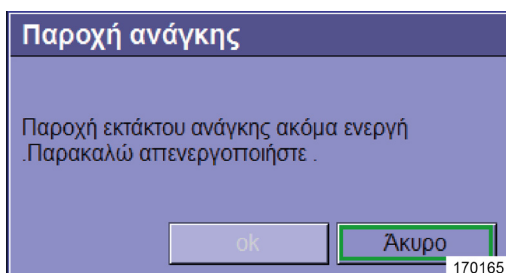 Παροχή ανάγκης
Παροχή εκτάκτου ανάγκης ακόμα ενεργή
.Παρακαλώ απενεργοποιήστε .
ok
Άκυρο
170165